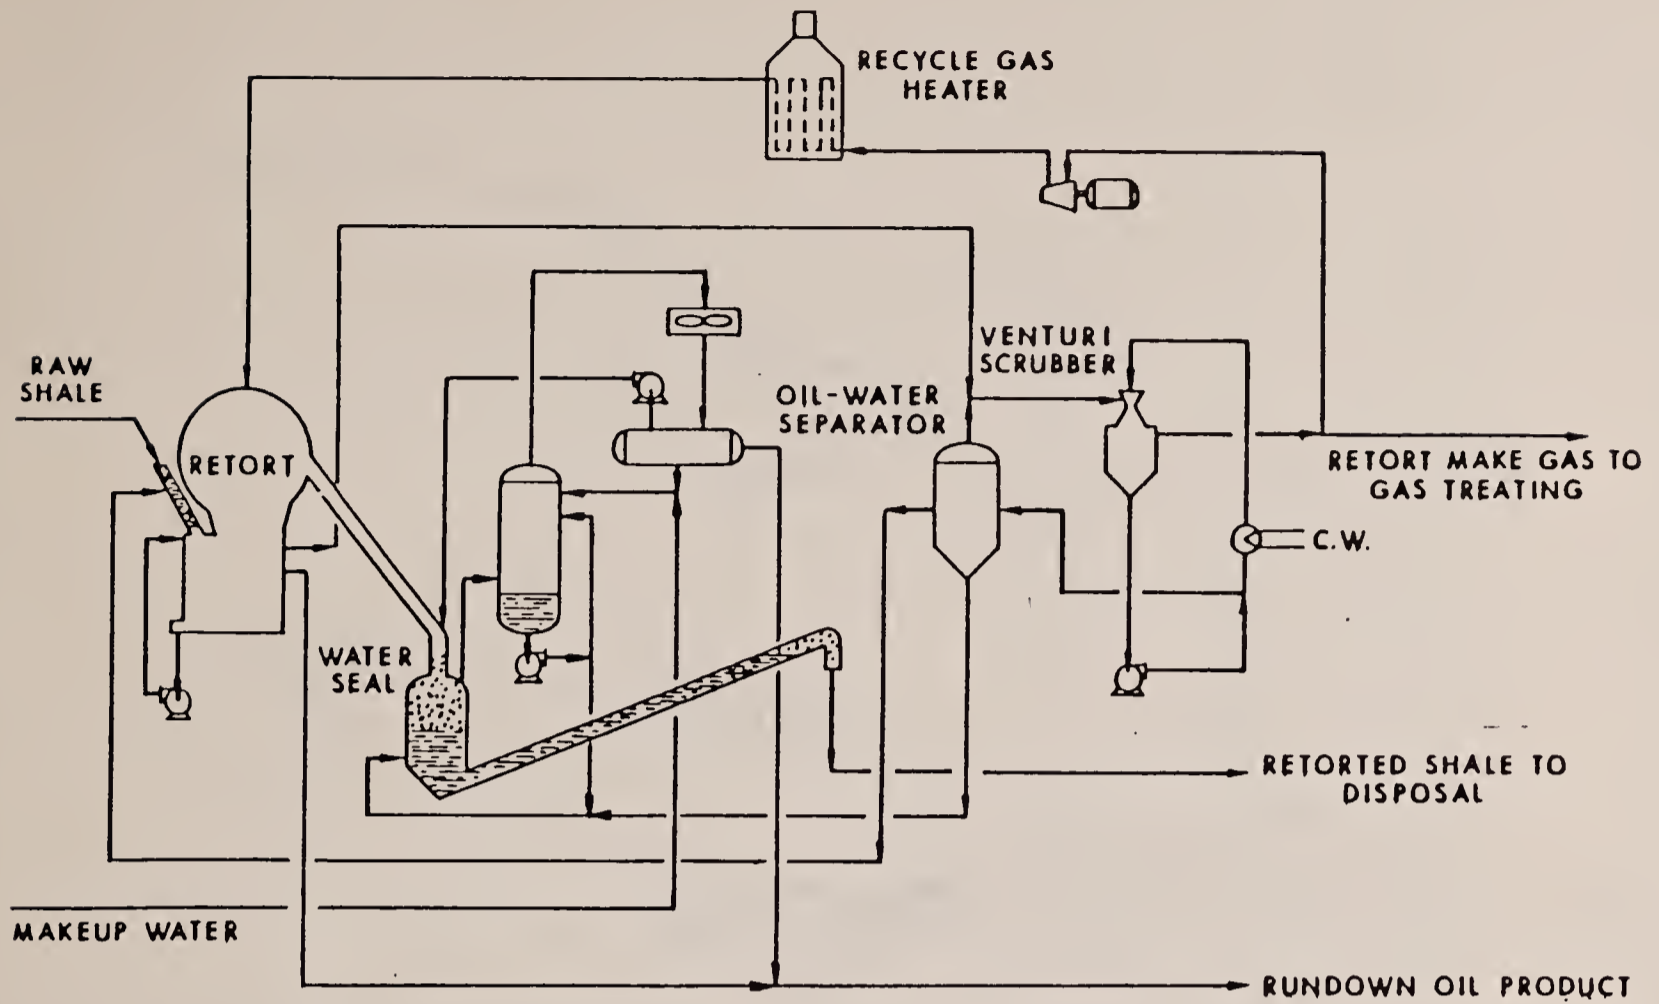 RECYCLE GAS
HEATER
RAW
SHALE
RETORT
VENTURI
SCRUBBER
OIL-WATER
SEPARATOR
RETORT MAKE GAS TO
GAS TREATING
C.W.
WATER
SEAL
RETORTED SHALE TO
DISPOSAL
MAKEUP WATER
RUNDOWN OIL PRODUCT